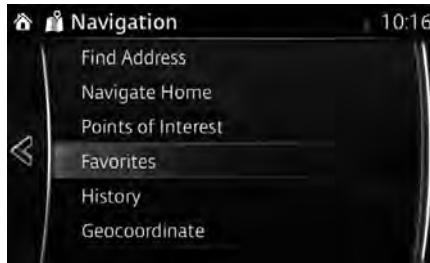 Navigation 10:16
Find Address
Navigate Home
Points of Interest
Favorites
History
Geocoordinate